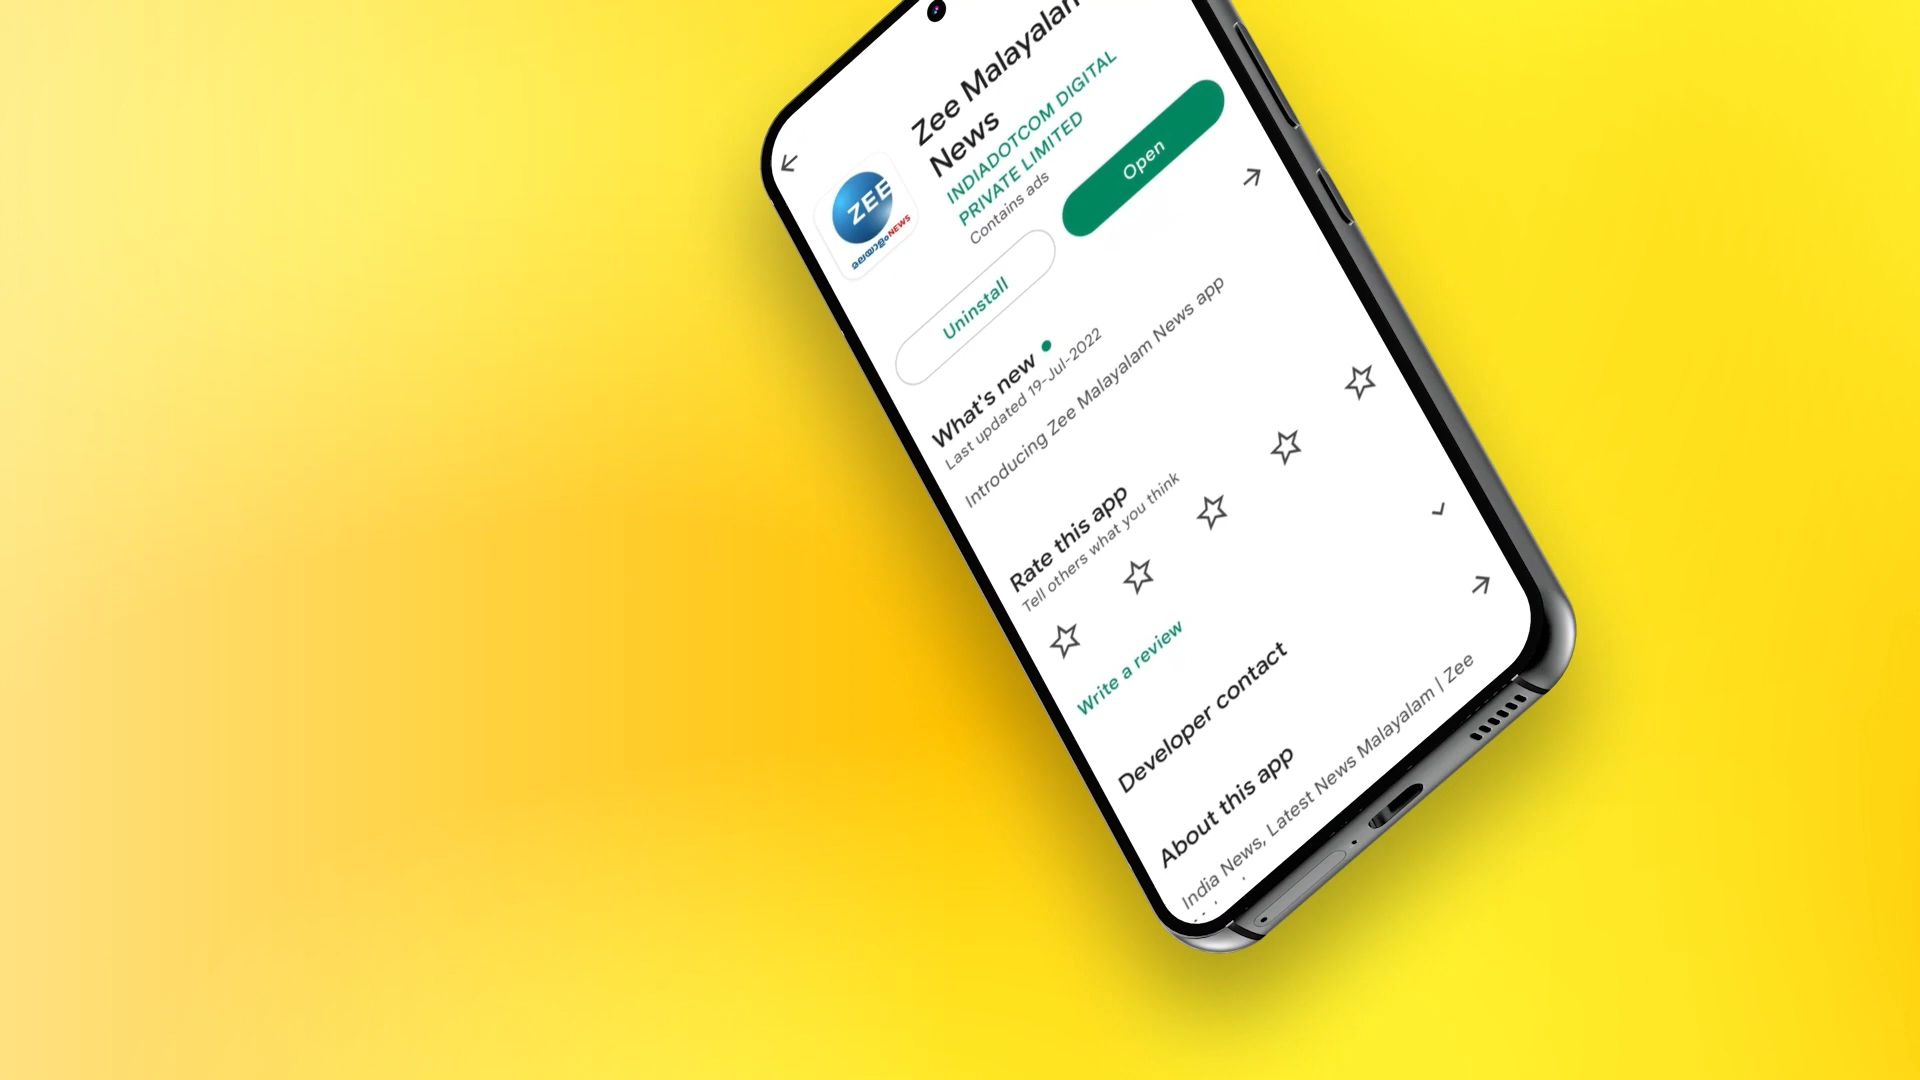 Zee Malayalam
News
INDIADOTCOM DIGITAL
PRIVATE LIMITED
Contains ads
ZEE
മലയാളം NEWS
Uninstall
Open
What's new
Last updated 19-Jul-2022
Introducing Zee Malayalam News app
Rate this app
Tell others what you think
Write a review
Developer contact
About this app
India News, Latest News Malayalam | Zee